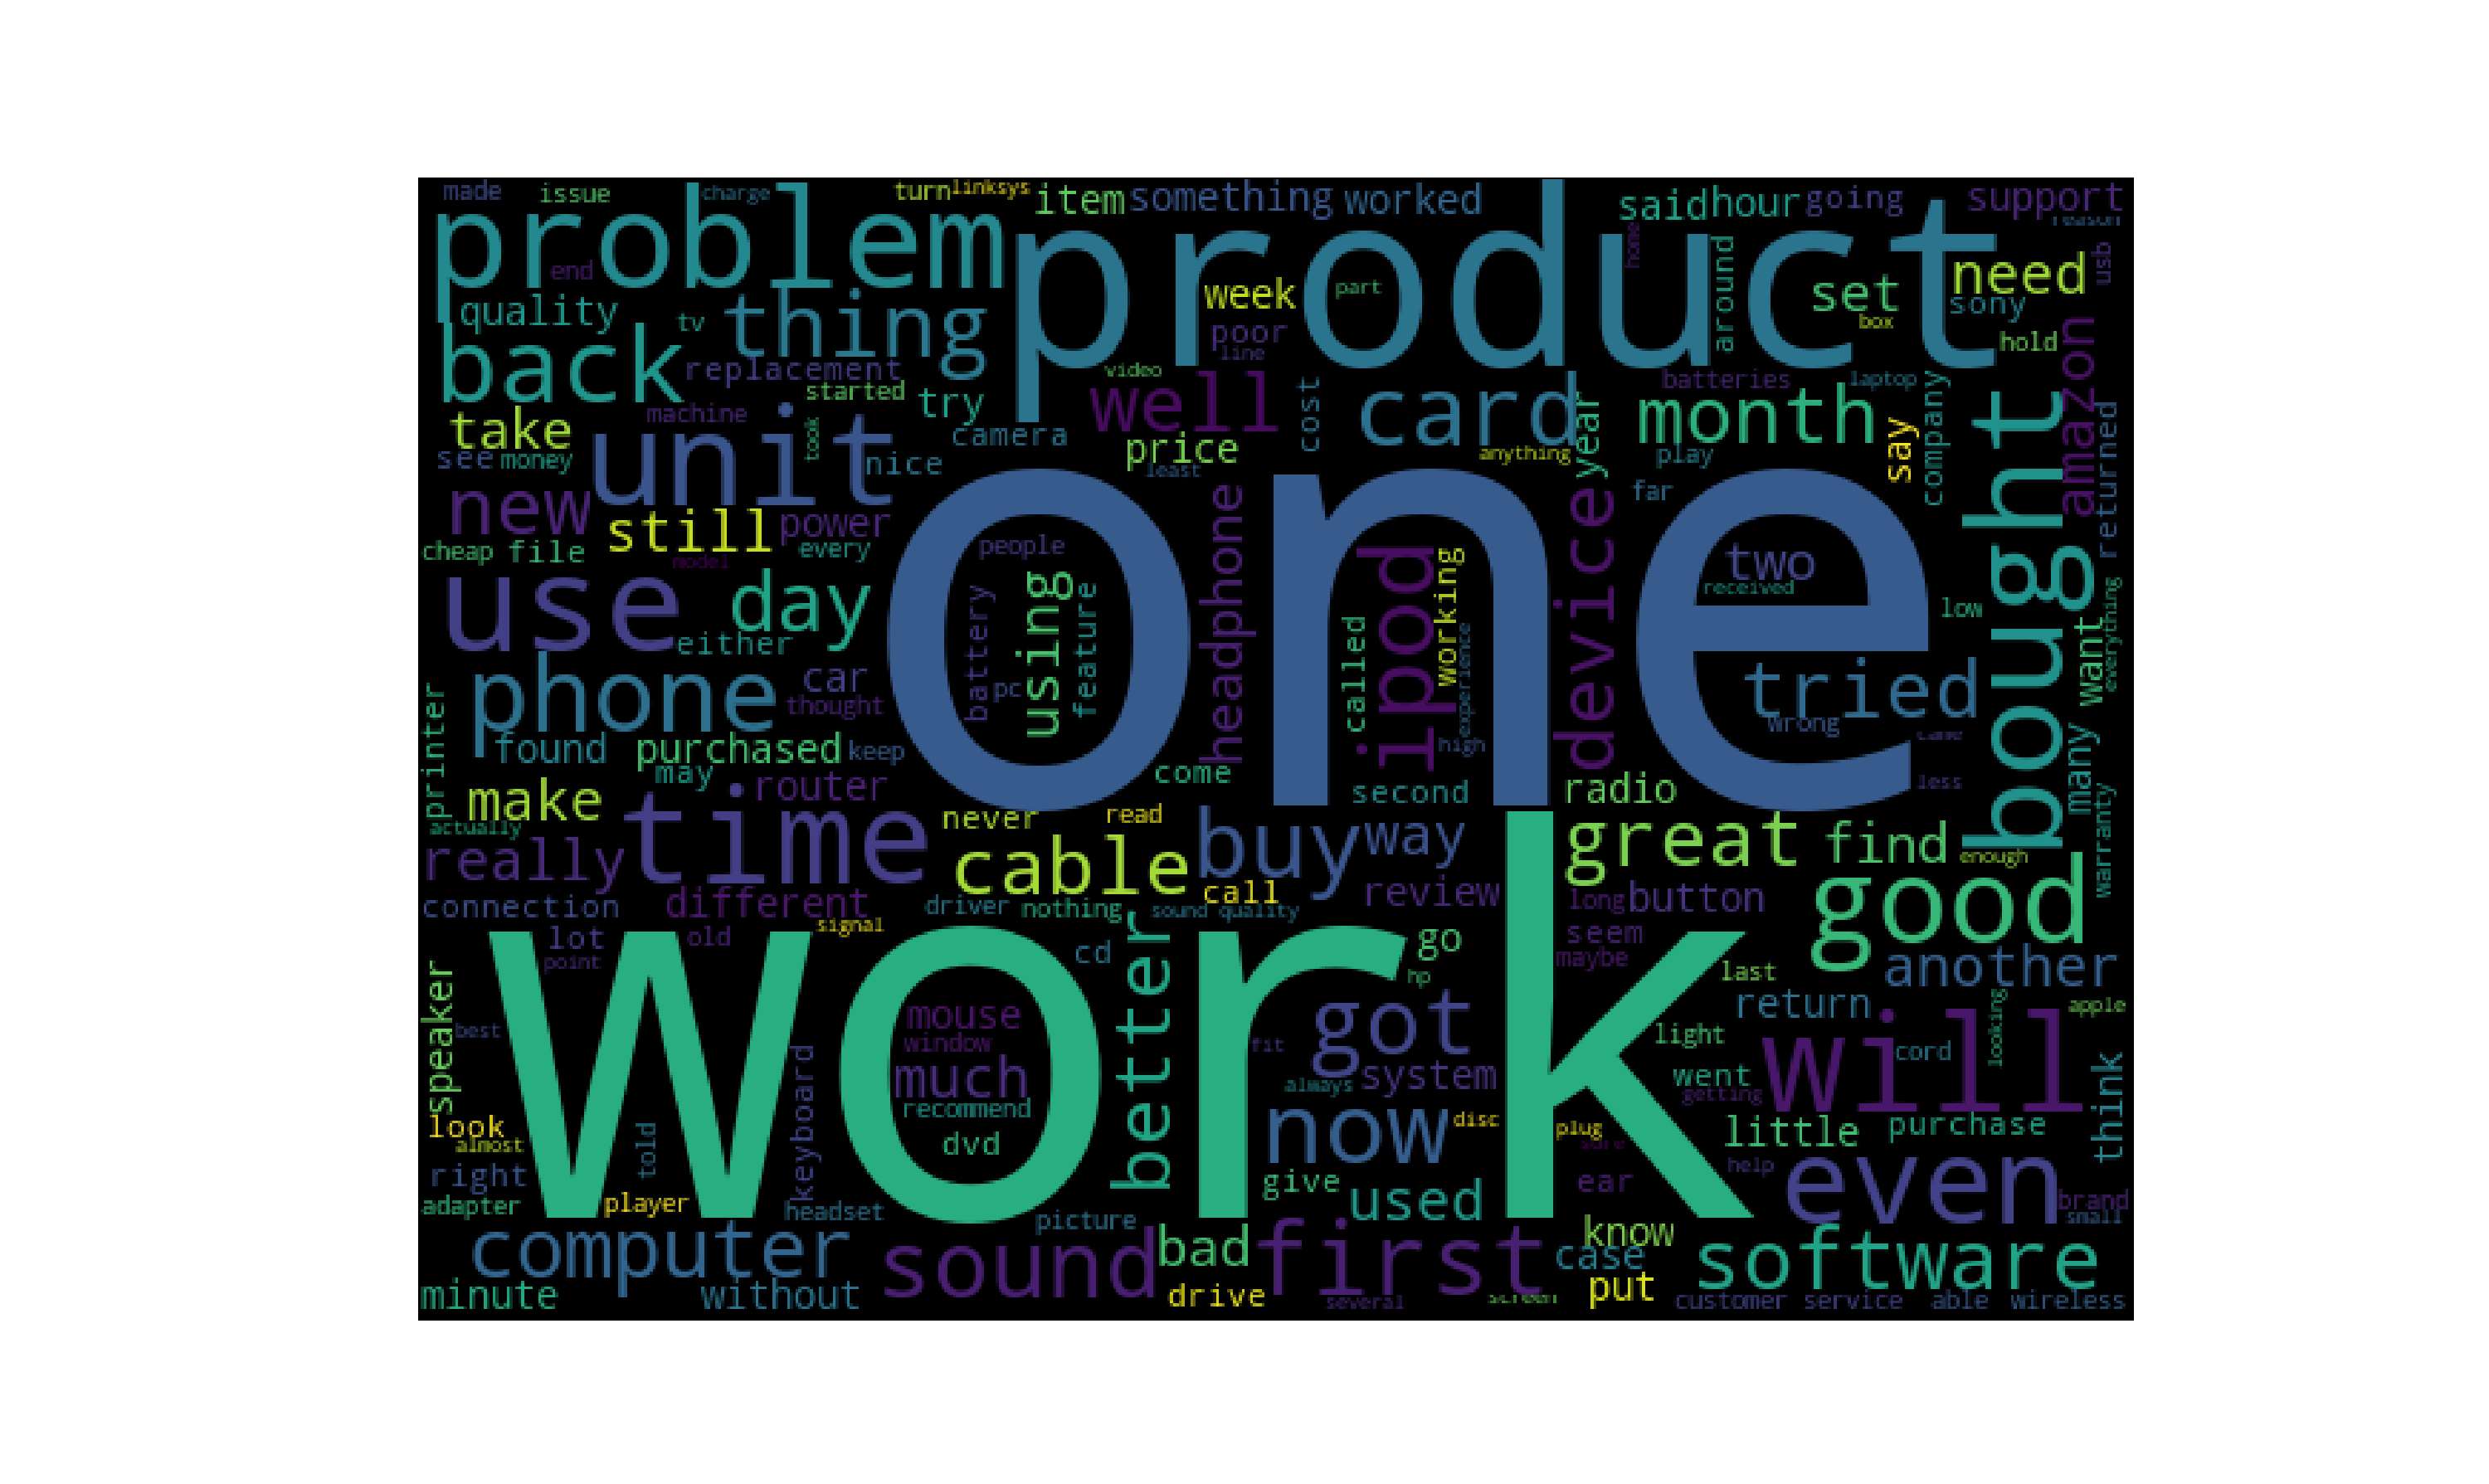 made issue charge turn linksys item something worked said hour going support
problem product reason
end home around usb
quality tv thing week part set need sony
back replacement poor line box hold
started try video well card batteries laptop amazon
take machine unit camera cost month company
see money took nice price least anything year play say bought returned
new still power headphone device far
cheap file every model one
use day people ipod working two received low
either battery using feature called experience tried want everything
phone car thought pc wrong
found purchased keep high came many
printer may router come second radio less
make time never read
actually cable buy way great find enough warranty
really different call review long button good
connection driver nothing sound quality
lot old signal cd go seem another
point better hp maybe last
speaker work return looking apple
best mouse got light
window fit cord
keyboard much always system went getting will think
look recommend now disc plug little purchase
almost told dvd sure
right give ear help even
adapter player headset used brand
picture know small
computer sound bad first case software
minute without drive several screen put customer service able wireless